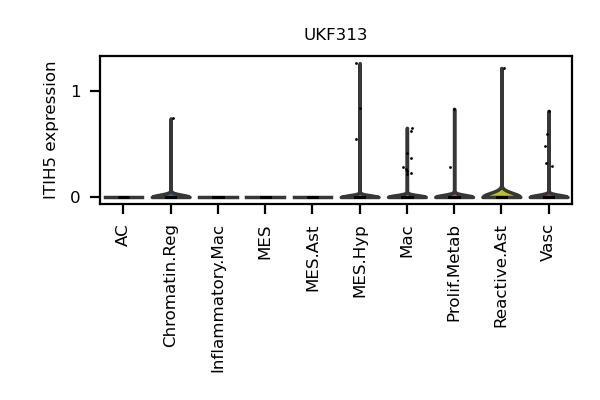 UKF313
ITIH5 expression
1
0
AC
Chromatin.Reg
Inflammatory.Mac
MES
MES.Ast
MES.Hyp
Mac
Prolif.Metab
Reactive.Ast
Vasc